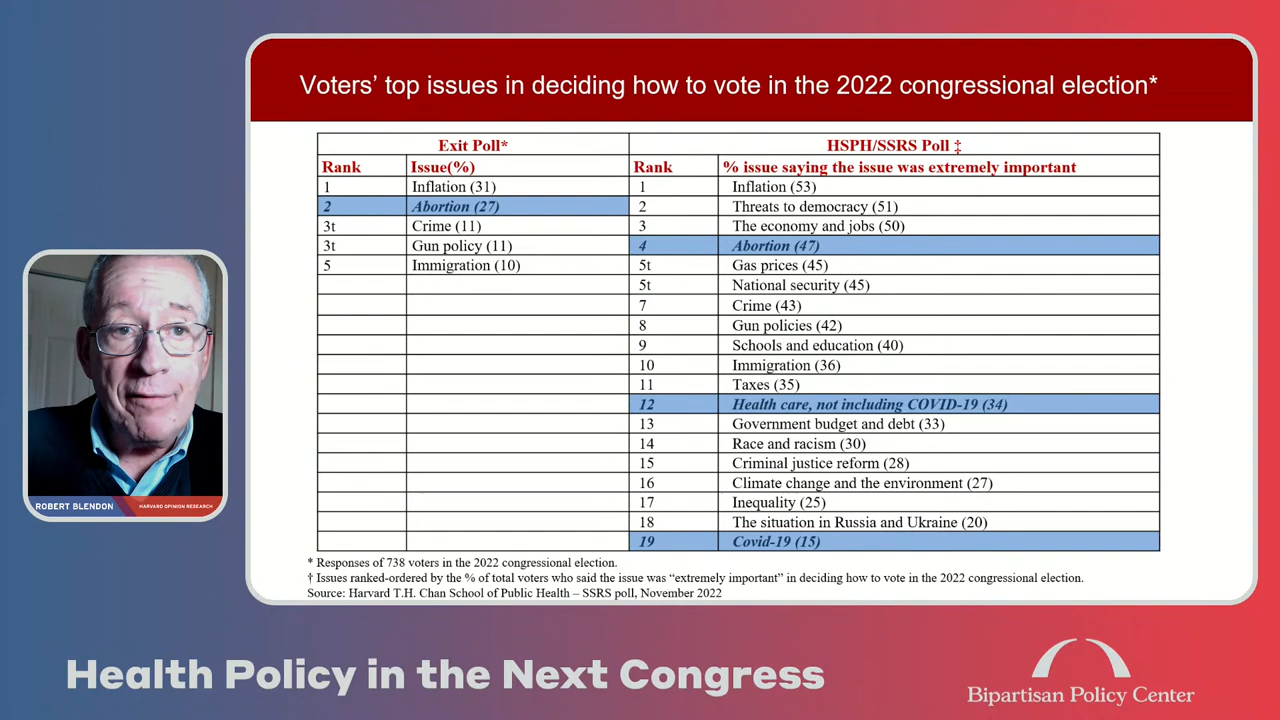 Voters' top issues in deciding how to vote in the 2022 congressional election*
Exit Poll* HSPH/SSRS Poll ‡
Rank Issue(%) Rank % issue saying the issue was extremely important
1 Inflation (31) 1 Inflation (53)
2 Abortion (27) 2 Threats to democracy (51)
3t Crime (11) 3 The economy and jobs (50)
3t Gun policy (11) 4 Abortion (47)
5 Immigration (10) 5t Gas prices (45)
5t National security (45)
7 Crime (43)
8 Gun policies (42)
9 Schools and education (40)
10 Immigration (36)
11 Taxes (35)
12 Health care, not including COVID-19 (34)
13 Government budget and debt (33)
14 Race and racism (30)
15 Criminal justice reform (28)
16 Climate change and the environment (27)
17 Inequality (25)
18 The situation in Russia and Ukraine (20)
19 Covid-19 (15)
* Responses of 738 voters in the 2022 congressional election.
† Issues ranked-ordered by the % of total voters who said the issue was “extremely important” in deciding how to vote in the 2022 congressional election.
Source: Harvard T.H. Chan School of Public Health – SSRS poll, November 2022
ROBERT BLENDON HARVARD OPINION RESEARCH
Health Policy in the Next Congress
Bipartisan Policy Center